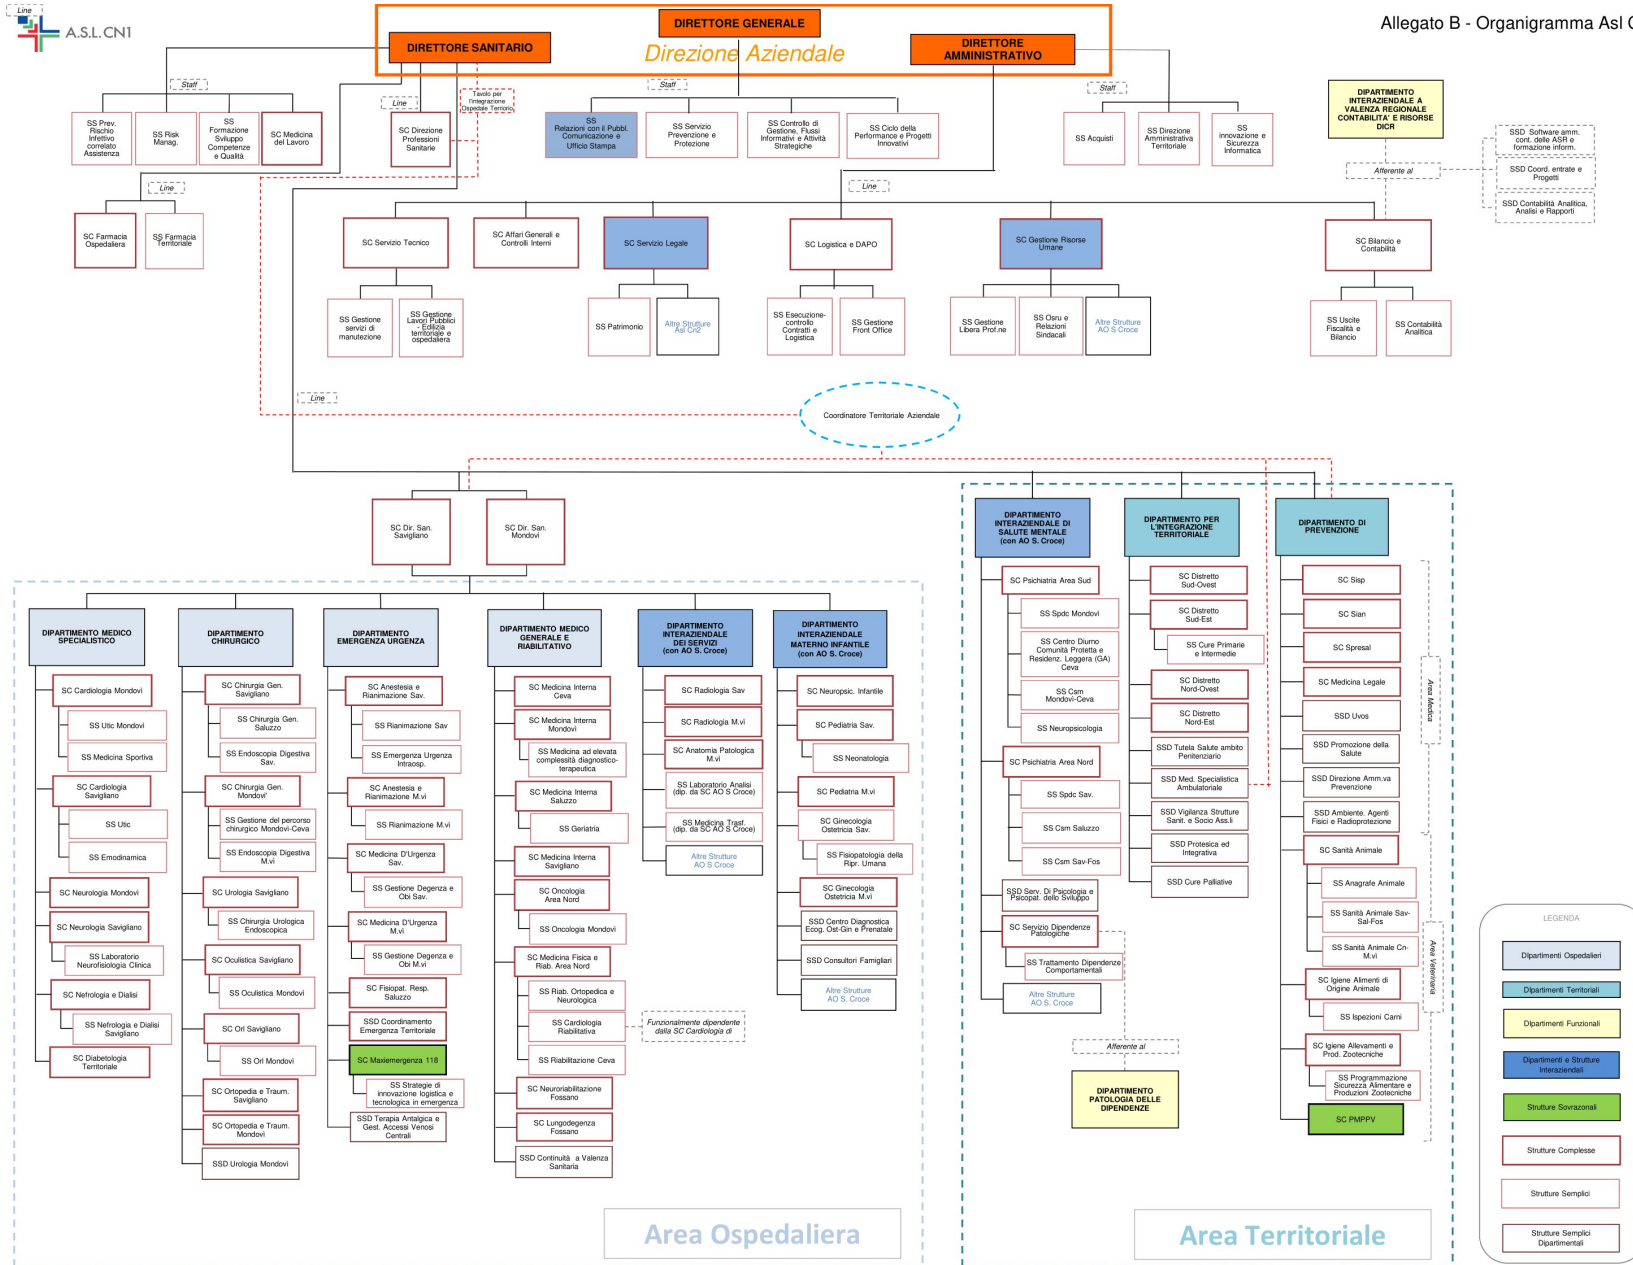 Line
A.S.L. CN1
Allegato B - Organigramma Asl C
DIRETTORE GENERALE
DIRETTORE SANITARIO
Direzione Aziendale
DIRETTORE
AMMINISTRATIVO
Staff
Line
Tavolo per
l'integrazione
Ospedale Territorio
Staff
Staff
DIPARTIMENTO
INTERAZIENDALE A
VALENZA REGIONALE
CONTABILITA' E RISORSE
DICR
SS Prev.
Rischio
Infettivo
correlato
Assistenza
SS Risk
Manag.
SS
Formazione
Sviluppo
Competenze
e Qualità
SC Medicina
del Lavoro
SC Direzione
Professioni
Sanitarie
SS
Relazioni con il Pubbl.
Comunicazione e
Ufficio Stampa
SS Servizio
Prevenzione e
Protezione
SS Controllo di
Gestione, Flussi
Informativi e Attività
Strategiche
SS Ciclo della
Performance e Progetti
Innovativi
SS Acquisti
SS Direzione
Amministrativa
Territoriale
SS
innovazione e
Sicurezza
Informatica
SSD Software amm.
cont. delle ASR e
formazione inform.
Afferente al
SSD Coord. entrate e
Progetti
SSD Contabilità Analitica,
Analisi e Rapporti
Line
Line
SC Farmacia
Ospedaliera
SS Farmacia
Territoriale
SC Servizio Tecnico
SC Affari Generali e
Controlli Interni
SC Servizio Legale
SC Logistica e DAPO
SC Gestione Risorse
Umane
SC Bilancio e
Contabilità
SS Gestione
servizi di
manutezione
SS Gestione
Lavori Pubblici
- Edilizia
territoriale e
ospedaliera
SS Patrimonio
Altre Strutture
Asl Cn2
SS Esecuzione-
controllo
Contratti e
Logistica
SS Gestione
Front Office
SS Gestione
Libera Prof.ne
SS Osru e
Relazioni
Sindacali
Altre Strutture
AO S Croce
SS Uscite
Fiscalità e
Bilancio
SS Contabilità
Analitica
Line
Coordinatore Territoriale Aziendale
SC Dir. San.
Savigliano
SC Dir. San.
Mondovì
DIPARTIMENTO
INTERAZIENDALE DI
SALUTE MENTALE
(con AO S. Croce)
DIPARTIMENTO PER
L'INTEGRAZIONE
TERRITORIALE
DIPARTIMENTO DI
PREVENZIONE
DIPARTIMENTO MEDICO
SPECIALISTICO
DIPARTIMENTO
CHIRURGICO
DIPARTIMENTO
EMERGENZA URGENZA
DIPARTIMENTO MEDICO
GENERALE E
RIABILITATIVO
DIPARTIMENTO
INTERAZIENDALE
DEI SERVIZI
(con AO S. Croce)
DIPARTIMENTO
INTERAZIENDALE
MATERNO INFANTILE
(con AO S. Croce)
SC Cardiologia Mondovì
SS Utic Mondovì
SS Medicina Sportiva
SC Cardiologia
Savigliano
SS Utic
SS Emodinamica
SC Neurologia Mondovì
SC Neurologia Savigliano
SS Laboratorio
Neurofisiologia Clinica
SC Nefrologia e Dialisi
SS Nefrologia e Dialisi
Savigliano
SC Diabetologia
Territoriale
SC Chirurgia Gen.
Savigliano
SS Chirurgia Gen.
Saluzzo
SS Endoscopia Digestiva
Sav.
SC Chirurgia Gen.
Mondovi'
SS Gestione del percorso
chirurgico Mondovì-Ceva
SS Endoscopia Digestiva
M.vì
SC Urologia Savigliano
SS Chirurgia Urologica
Endoscopica
SC Oculistica Savigliano
SS Oculistica Mondovì
SC Orl Savigliano
SS Orl Mondovì
SC Ortopedia e Traum.
Savigliano
SC Ortopedia e Traum.
Mondovì
SSD Urologia Mondovì
SC Anestesia e
Rianimazione Sav.
SS Rianimazione Sav
SS Emergenza Urgenza
Intraosp.
SC Anestesia e
Rianimazione M.vì
SS Rianimazione M.vì
SC Medicina D'Urgenza
Sav.
SS Gestione Degenza e
Obi Sav.
SC Medicina D'Urgenza
M.vì
SS Gestione Degenza e
Obi M.vì
SC Fisiopat. Resp.
Saluzzo
SSD Coordinamento
Emergenza Territoriale
SC Maxiemergenza 118
SS Strategie di
innovazione logistica e
tecnologica in emergenza
SSD Terapia Antalgica e
Gest. Accessi Venosi
Centrali
SC Medicina Interna
Ceva
SC Medicina Interna
Mondovì
SS Medicina ad elevata
complessità diagnostico-
terapeutica
SC Medicina Interna
Saluzzo
SS Geriatria
SC Medicina Interna
Savigliano
SC Oncologia
Area Nord
SS Oncologia Mondovì
SC Medicina Fisica e
Riab. Area Nord
SS Riab. Ortopedica e
Neurologica
SS Cardiologia
Riabilitativa
Funzionalmente dipendente
dalla SC Cardiologia di
SS Riabilitazione Ceva
SC Neuroriabilitazione
Fossano
SC Lungodegenza
Fossano
SSD Continuità a Valenza
Sanitaria
SC Radiologia Sav
SC Radiologia M.vì
SC Anatomia Patologica
M.vì
SS Laboratorio Analisi
(dip. da SC AO S Croce)
SS Medicina Trasf.
(dip. da SC AO S Croce)
Altre Strutture
AO S Croce
SC Neuropsic. Infantile
SC Pediatria Sav.
SS Neonatologia
SC Pediatria M.vì
SC Ginecologia
Ostetricia Sav.
SS Fisiopatologia della
Ripr. Umana
SC Ginecologia
Ostetricia M.vì
SSD Centro Diagnostica
Ecog. Ost-Gin e Prenatale
SSD Consultori Famigliari
Altre Strutture
AO S. Croce
SC Psichiatria Area Sud
SS Spdc Mondovì
SS Centro Diurno
Comunità Protetta e
Residenz. Leggera (GA)
Ceva
SS Csm
Mondovì-Ceva
SS Neuropsicologia
SC Psichiatria Area Nord
SS Spdc Sav.
SS Csm Saluzzo
SS Csm Sav-Fos
SSD Serv. Di Psicologia e
Psicopat. dello Sviluppo
SC Servizio Dipendenze
Patologiche
SS Trattamento Dipendenze
Comportamentali
Altre Strutture
AO S. Croce
Afferente al
DIPARTIMENTO
PATOLOGIA DELLE
DIPENDENZE
SC Distretto
Sud-Ovest
SC Distretto
Sud-Est
SS Cure Primarie
e Intermedie
SC Distretto
Nord-Ovest
SC Distretto
Nord-Est
SSD Tutela Salute ambito
Penitenziario
SSD Med. Specialistica
Ambulatoriale
SSD Vigilanza Strutture
Sanit. e Socio Ass.li
SSD Protesica ed
Integrativa
SSD Cure Palliative
SC Sisp
SC Sian
SC Spresal
SC Medicina Legale
SSD Uvos
SSD Promozione della
Salute
SSD Direzione Amm.va
Prevenzione
SSD Ambiente. Agenti
Fisici e Radioprotezione
SC Sanità Animale
SS Anagrafe Animale
SS Sanità Animale Sav-
Sal-Fos
SS Sanità Animale Cn-
M.vì
SC Igiene Alimenti di
Origine Animale
SS Ispezioni Carni
SC Igiene Allevamenti e
Prod. Zootecniche
SS Programmazione
Sicurezza Alimentare e
Produzioni Zootecniche
SC PMPPV
Area Medica
Area Veterinaria
LEGENDA
Dipartimenti Ospedalieri
Dipartimenti Territoriali
Dipartimenti Funzionali
Dipartimenti e Strutture
Interaziendali
Strutture Sovrazonali
Strutture Complesse
Strutture Semplici
Strutture Semplici
Dipartimentali
Area Ospedaliera
Area Territoriale